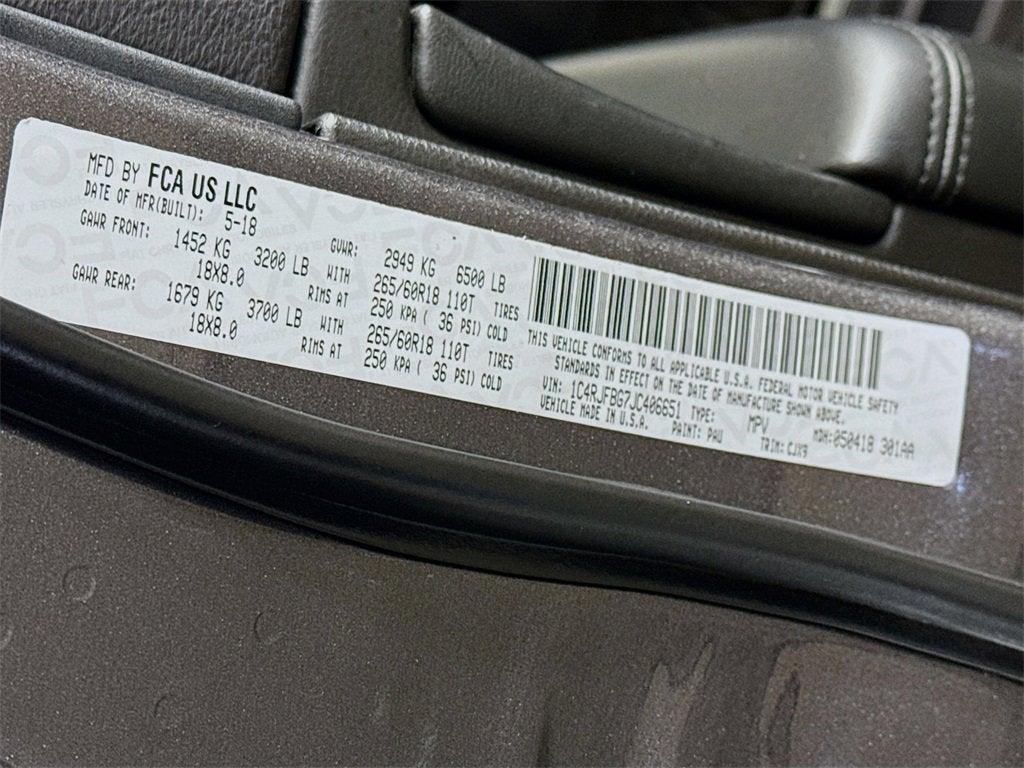 MFD BY FCA US LLC
DATE OF MFR(BUILT): 5-18
GAWR FRONT: 1452 KG 3200 LB WITH 265/60R18 110T TIRES
18X8.0 RIMS AT 250 KPA ( 36 PSI) COLD
GAWR REAR: 1679 KG 3700 LB WITH 265/60R18 110T TIRES
18X8.0 RIMS AT 250 KPA ( 36 PSI) COLD
GVWR: 2949 KG 6500 LB
THIS VEHICLE CONFORMS TO ALL APPLICABLE U.S.A. FEDERAL MOTOR VEHICLE SAFETY
STANDARDS IN EFFECT ON THE DATE OF MANUFACTURE SHOWN ABOVE.
VIN: 1C4RJFBG7JC406651 TYPE: MPV MDH:050418 301AA
VEHICLE MADE IN U.S.A. PAINT: PAU TRIM: CJX9